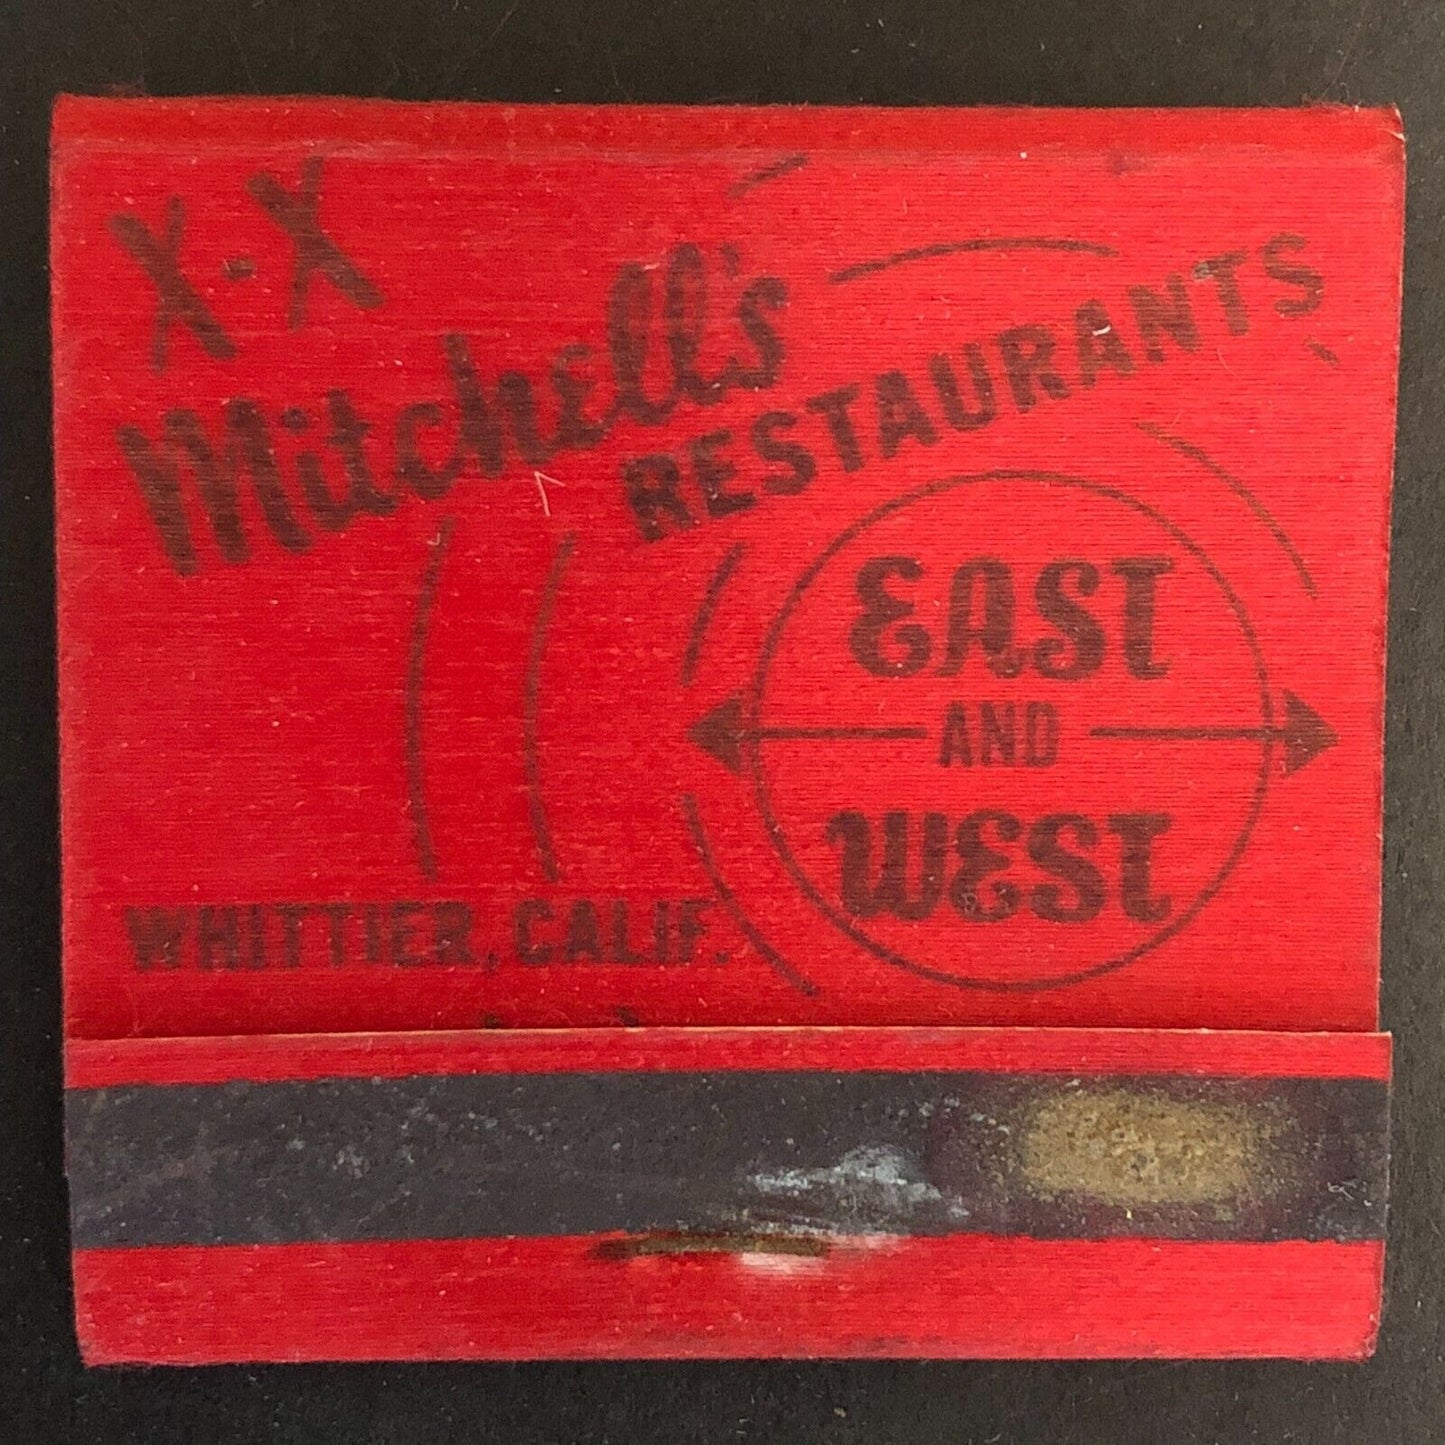 X-X
Mitchell's
RESTAURANTS
EAST
AND
WEST
WHITTIER, CALIF.